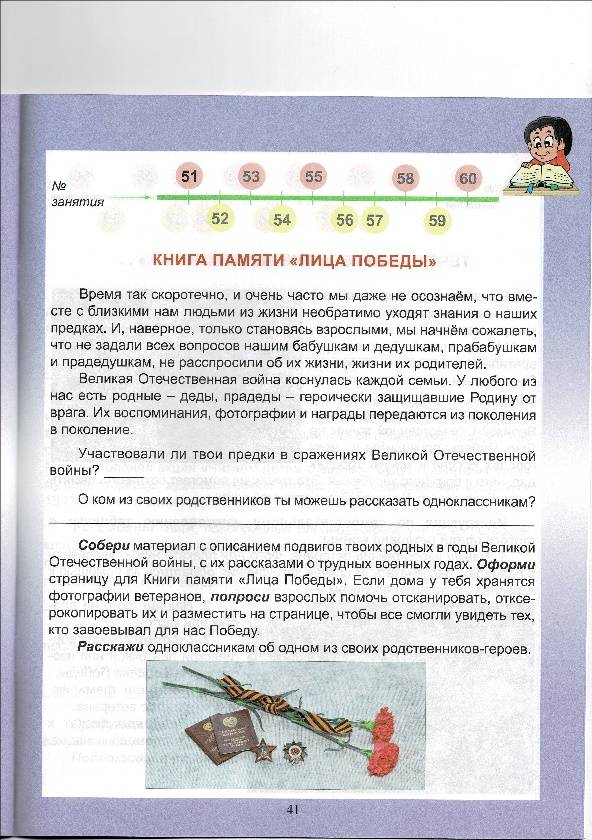 №
занятия
51 53 55 58 60
52 54 56 57 59
КНИГА ПАМЯТИ «ЛИЦА ПОБЕДЫ»
Время так скоротечно, и очень часто мы даже не осознаём, что вме-
сте с близкими нам людьми из жизни необратимо уходят знания о наших
предках. И, наверное, только становясь взрослыми, мы начнём сожалеть,
что не задали всех вопросов нашим бабушкам и дедушкам, прабабушкам
и прадедушкам, не расспросили об их жизни, жизни их родителей.
Великая Отечественная война коснулась каждой семьи. У любого из
нас есть родные – деды, прадеды – героически защищавшие Родину от
врага. Их воспоминания, фотографии и награды передаются из поколения
в поколение.
Участвовали ли твои предки в сражениях Великой Отечественной
войны?
О ком из своих родственников ты можешь рассказать одноклассникам?
Собери материал с описанием подвигов твоих родных в годы Великой
Отечественной войны, с их рассказами о трудных военных годах. Оформи
страницу для Книги памяти «Лица Победы». Если дома у тебя хранятся
фотографии ветеранов, попроси взрослых помочь отсканировать, отксе-
рокопировать их и разместить на странице, чтобы все смогли увидеть тех,
кто завоевывал для нас Победу.
Расскажи одноклассникам об одном из своих родственников-героев.
41